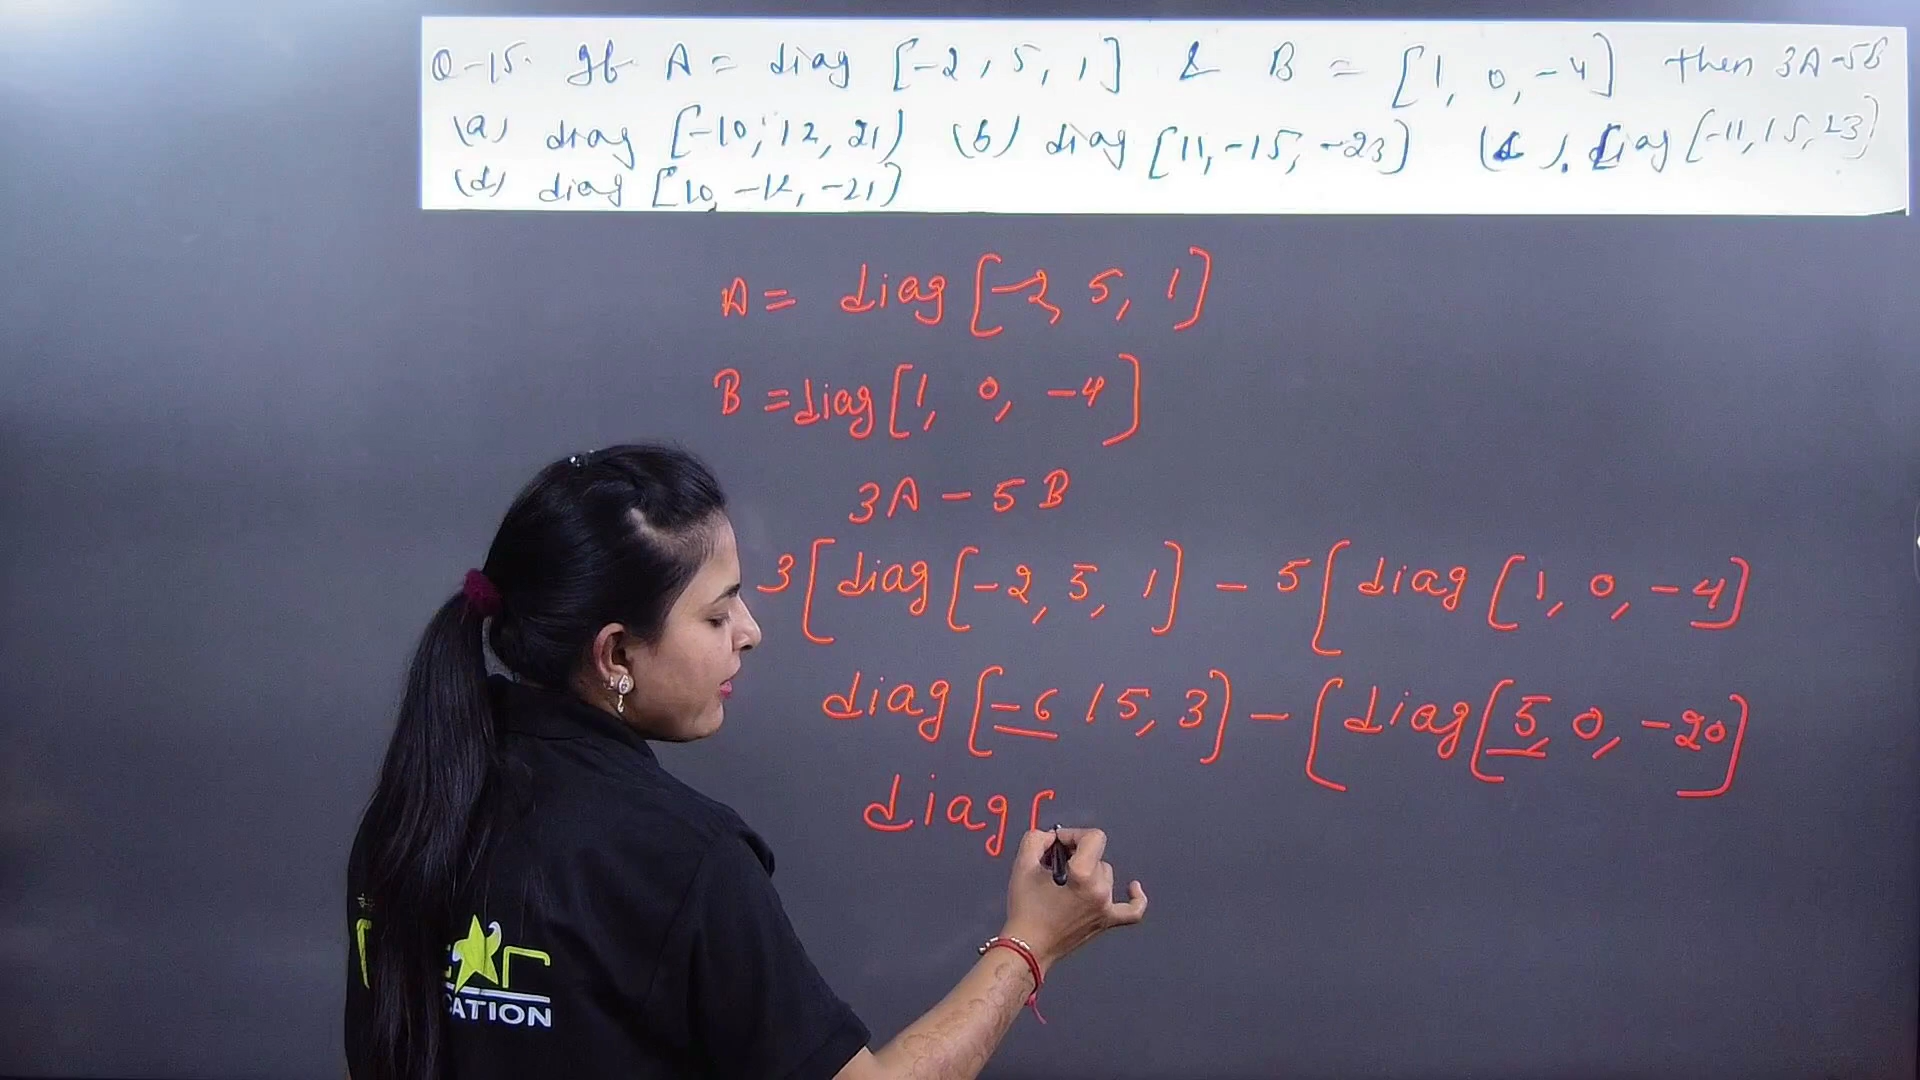 Q-15. If A = diag [-2, 5, 1] & B = [1, 0, -4] then 3A-5B
(a) diag [-10, 12, 21] (b) diag [11, -15, -23] (c). diag [-11, 15, 23]
(d) diag [10, -12, -21]
A = diag [-2, 5, 1]
B = diag [1, 0, -4]
3A - 5B
3[diag [-2, 5, 1] - 5[diag [1, 0, -4]
diag [-6 15, 3] - [diag [5, 0, -20]
diag [
CATION